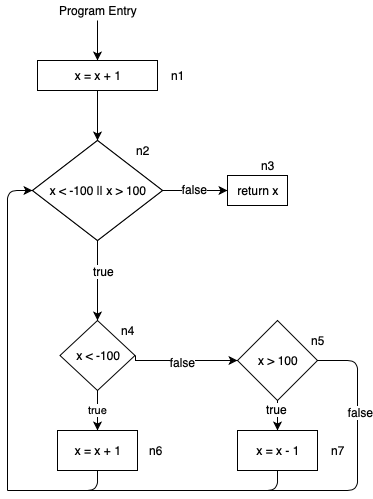 Program Entry
x = x + 1
n1
n2
x < -100 || x > 100
false
n3
return x
true
n4
x < -100
false
n5
x > 100
true
true
false
x = x + 1
n6
x = x - 1
n7